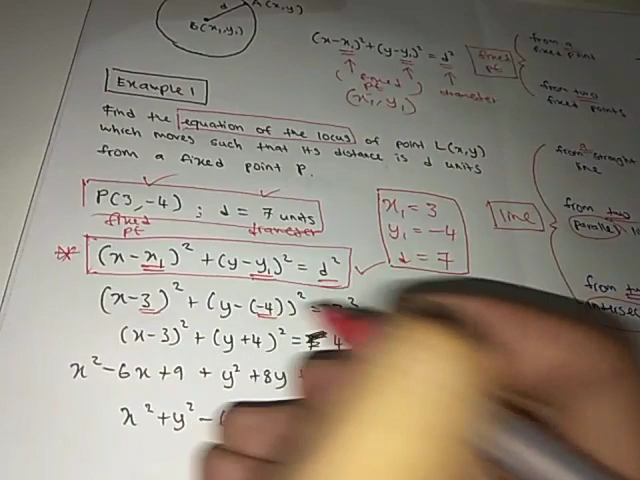 A(x,y)
d
B(x₁,y₁)
(x-x₁)² + (y-y₁)² = d²
fixed pt
(x₁, y₁)
diameter
fixed pt
from a fixed point
from two fixed points
Example 1
Find the equation of the locus of point L(x,y)
which moves such that its distance is d units
from a fixed point P.
P(3,-4) ; d = 7 units
fixed pt
diameter
x₁ = 3
y₁ = -4
d = 7
line
from a straight line
from two
parallel
from two
* (x-x₁)² + (y-y₁)² = d²
(x-3)² + (y-(-4))² = 7²
(x-3)² + (y+4)² = 4
x² - 6x + 9 + y² + 8y +
x² + y² -